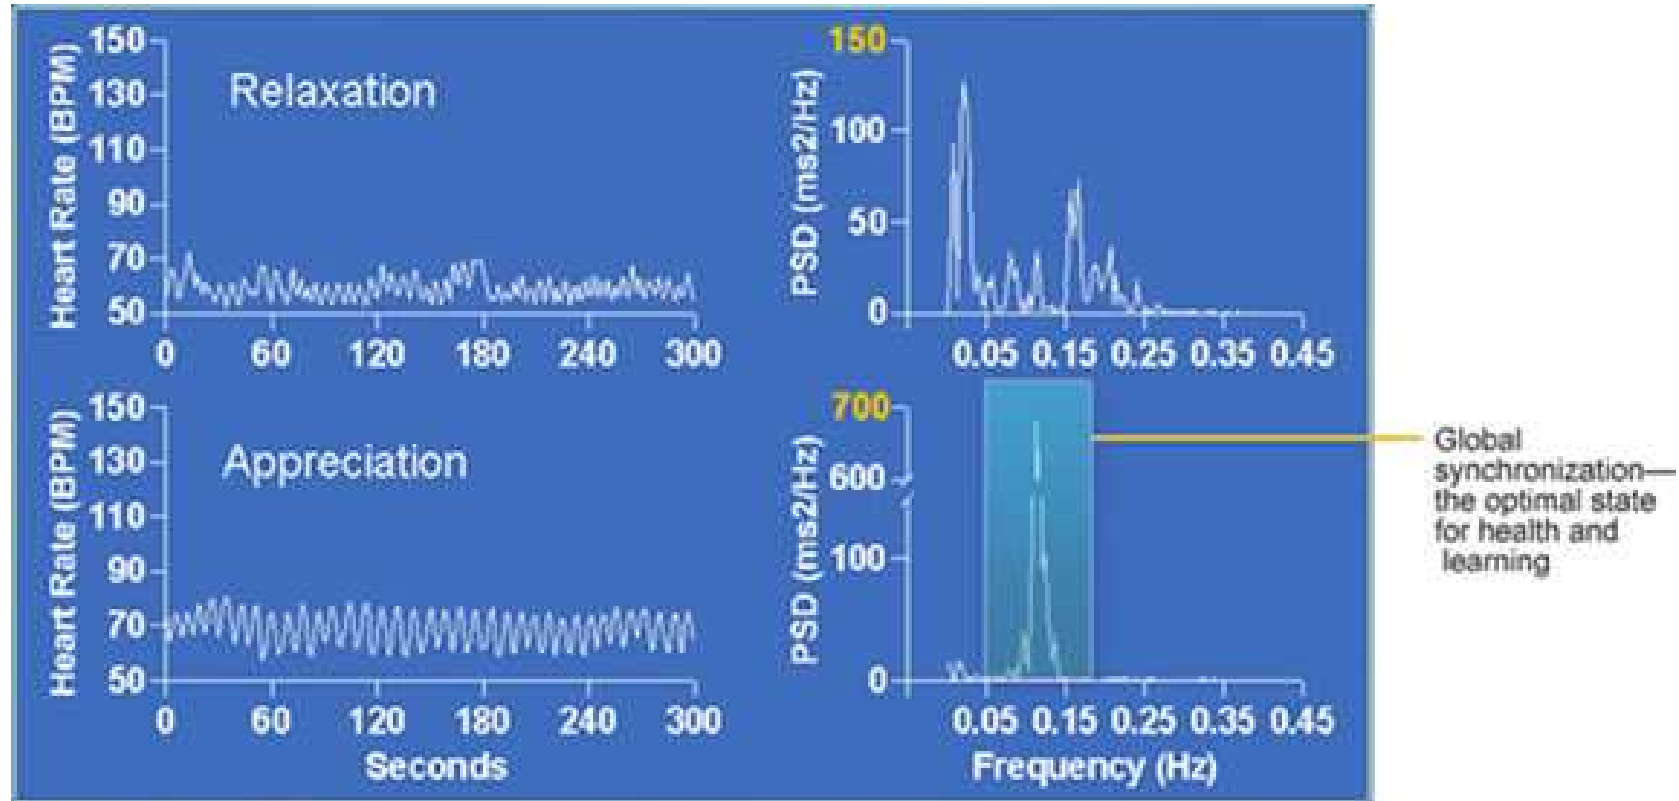 Relaxation
Heart Rate (BPM)
150
130
110
90
70
50
0 60 120 180 240 300
PSD (ms2/Hz)
150
100
50
0
0.05 0.15 0.25 0.35 0.45
Appreciation
Heart Rate (BPM)
150
130
110
90
70
50
0 60 120 180 240 300
Seconds
PSD (ms2/Hz)
700
600
100
0
0.05 0.15 0.25 0.35 0.45
Frequency (Hz)
Global
synchronization—
the optimal state
for health and
learning